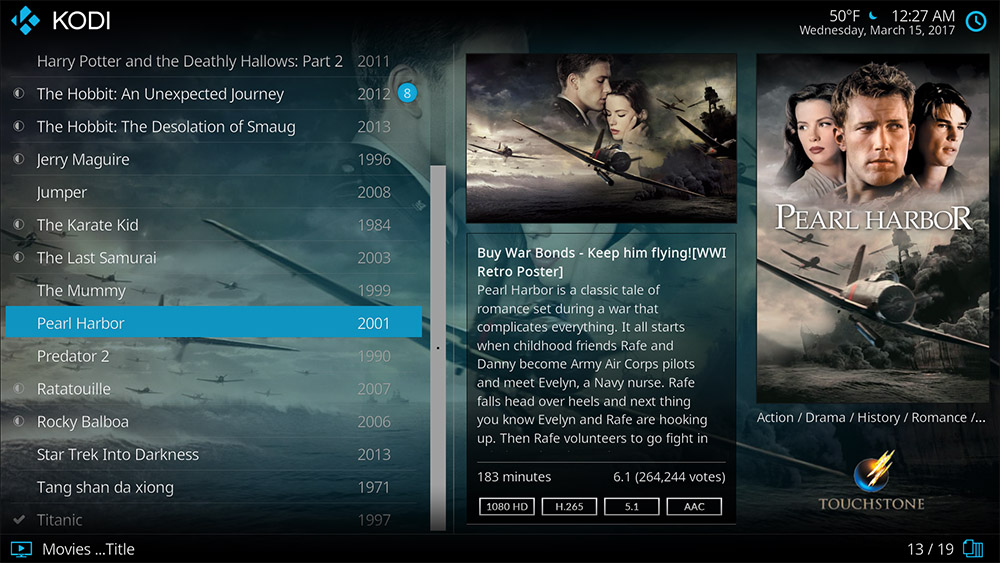 KODI
50°F 12:27 AM
Wednesday, March 15, 2017
Harry Potter and the Deathly Hallows: Part 2 2011
The Hobbit: An Unexpected Journey 2012 8
The Hobbit: The Desolation of Smaug 2013
Jerry Maguire 1996
Jumper 2008
The Karate Kid 1984
The Last Samurai 2003
The Mummy 1999
Pearl Harbor 2001
Predator 2 1990
Ratatouille 2007
Rocky Balboa 2006
Star Trek Into Darkness 2013
Tang shan da xiong 1971
Titanic 1997
Buy War Bonds - Keep him flying![WWI
Retro Poster]
Pearl Harbor is a classic tale of
romance set during a war that
complicates everything. It all starts
when childhood friends Rafe and
Danny become Army Air Corps pilots
and meet Evelyn, a Navy nurse. Rafe
falls head over heels and next thing
you know Evelyn and Rafe are hooking
up. Then Rafe volunteers to go fight in
183 minutes 6.1 (264,244 votes)
1080 HD H.265 5.1 AAC
PEARL HARBOR
Action / Drama / History / Romance /...
TOUCHSTONE
Movies ...Title
13 / 19